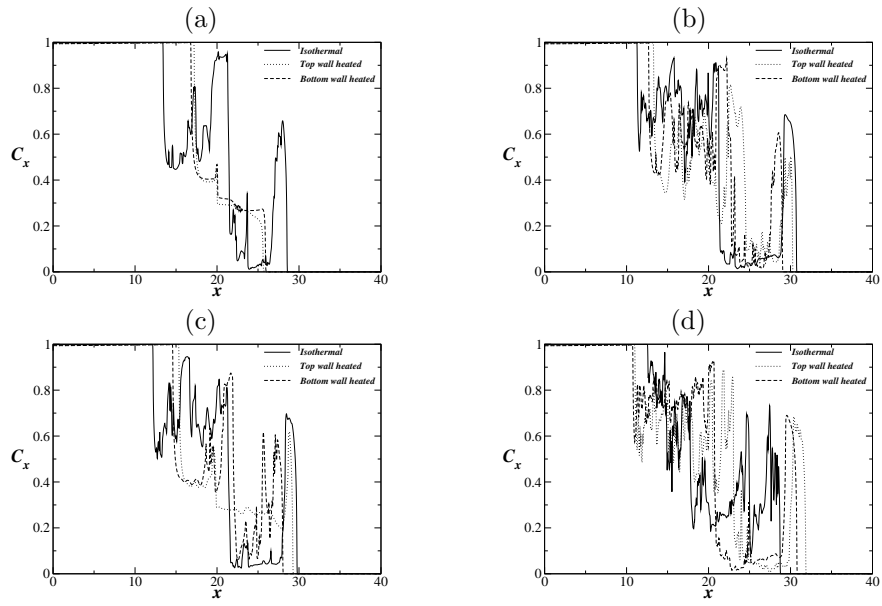 (a)
1
0.8
0.6
0.4
0.2
0
C_x
Isothermal
Top wall heated
Bottom wall heated
0 10 20 30 40
x
(b)
1
0.8
0.6
0.4
0.2
0
C_x
Isothermal
Top wall heated
Bottom wall heated
0 10 20 30 40
x
(c)
1
0.8
0.6
0.4
0.2
0
C_x
Isothermal
Top wall heated
Bottom wall heated
0 10 20 30 40
x
(d)
1
0.8
0.6
0.4
0.2
0
C_x
Isothermal
Top wall heated
Bottom wall heated
0 10 20 30 40
x